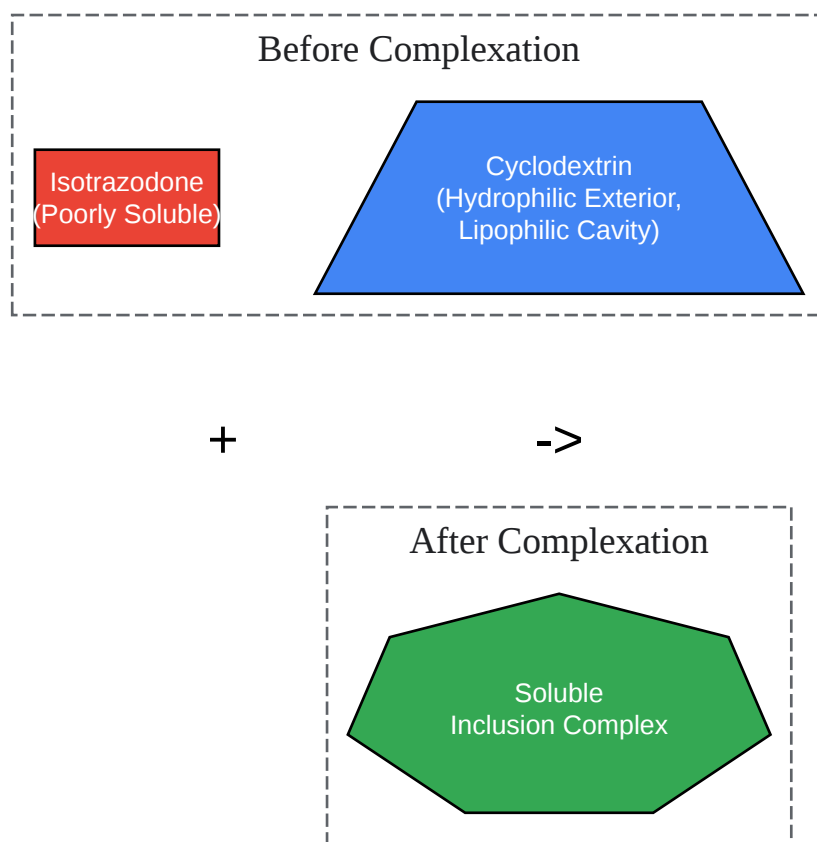 Before Complexation
Isotrazodone
(Poorly Soluble)
Cyclodextrin
(Hydrophilic Exterior,
Lipophilic Cavity)
+
->
After Complexation
Soluble
Inclusion Complex